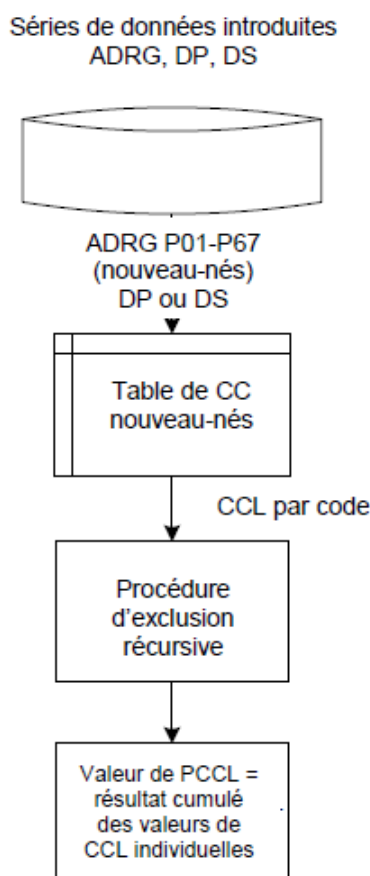 Séries de données introduites
ADRG, DP, DS
ADRG P01-P67
(nouveau-nés)
DP ou DS
Table de CC
nouveau-nés
CCL par code
Procédure
d'exclusion
récursive
Valeur de PCCL =
résultat cumulé
des valeurs de
CCL individuelles